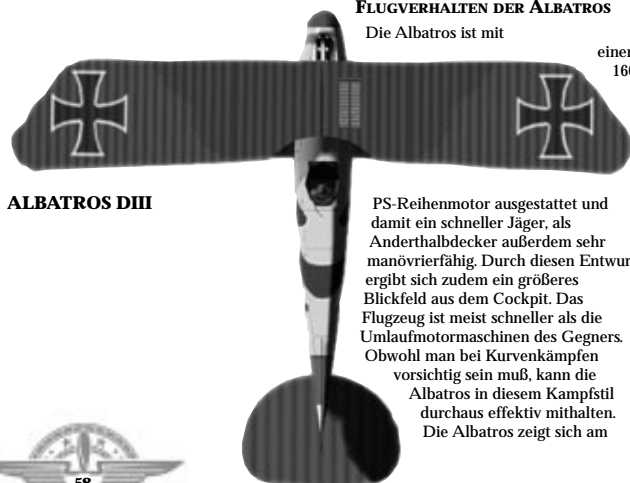 FLUGVERHALTEN DER ALBATROS
Die Albatros ist mit
einem
160
ALBATROS DIII
PS-Reihenmotor ausgestattet und
damit ein schneller Jäger, als
Anderthalbdecker außerdem sehr
manövrierfähig. Durch diesen Entwurf
ergibt sich zudem ein größeres
Blickfeld aus dem Cockpit. Das
Flugzeug ist meist schneller als die
Umlaufmotormaschinen des Gegners.
Obwohl man bei Kurvenkämpfen
vorsichtig sein muß, kann die
Albatros in diesem Kampfstil
durchaus effektiv mithalten.
Die Albatros zeigt sich am
58